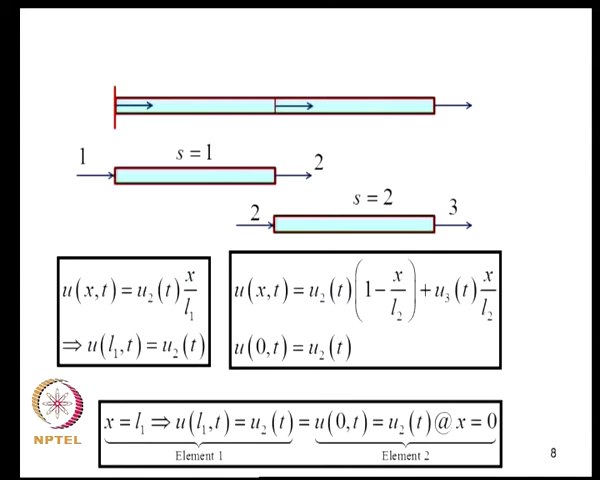 1
s = 1
2
2
s = 2
3
u(x,t) = u₂(t) x/l₁
⇒ u(l₁,t) = u₂(t)
u(x,t) = u₂(t)(1 − x/l₂) + u₃(t) x/l₂
u(0,t) = u₂(t)
x = l₁ ⇒ u(l₁,t) = u₂(t) = u(0,t) = u₂(t) @ x = 0
Element 1
Element 2
NPTEL
8